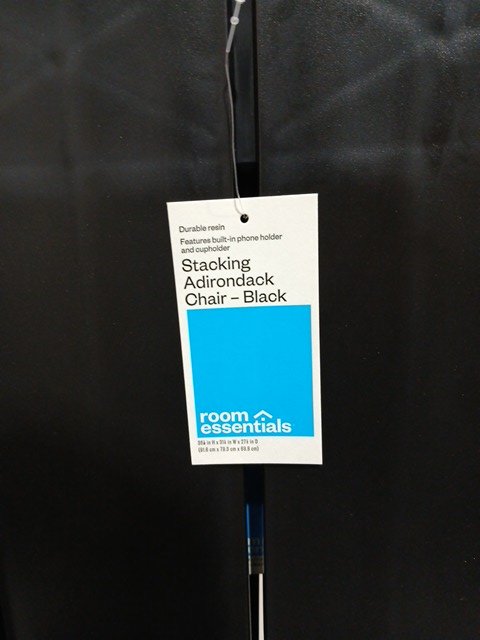 Durable resin
Features built-in phone holder
and cupholder
Stacking
Adirondack
Chair – Black
room
essentials